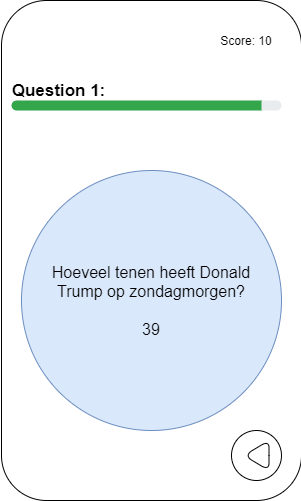 Score: 10
Question 1:
Hoeveel tenen heeft Donald
Trump op zondagmorgen?
39